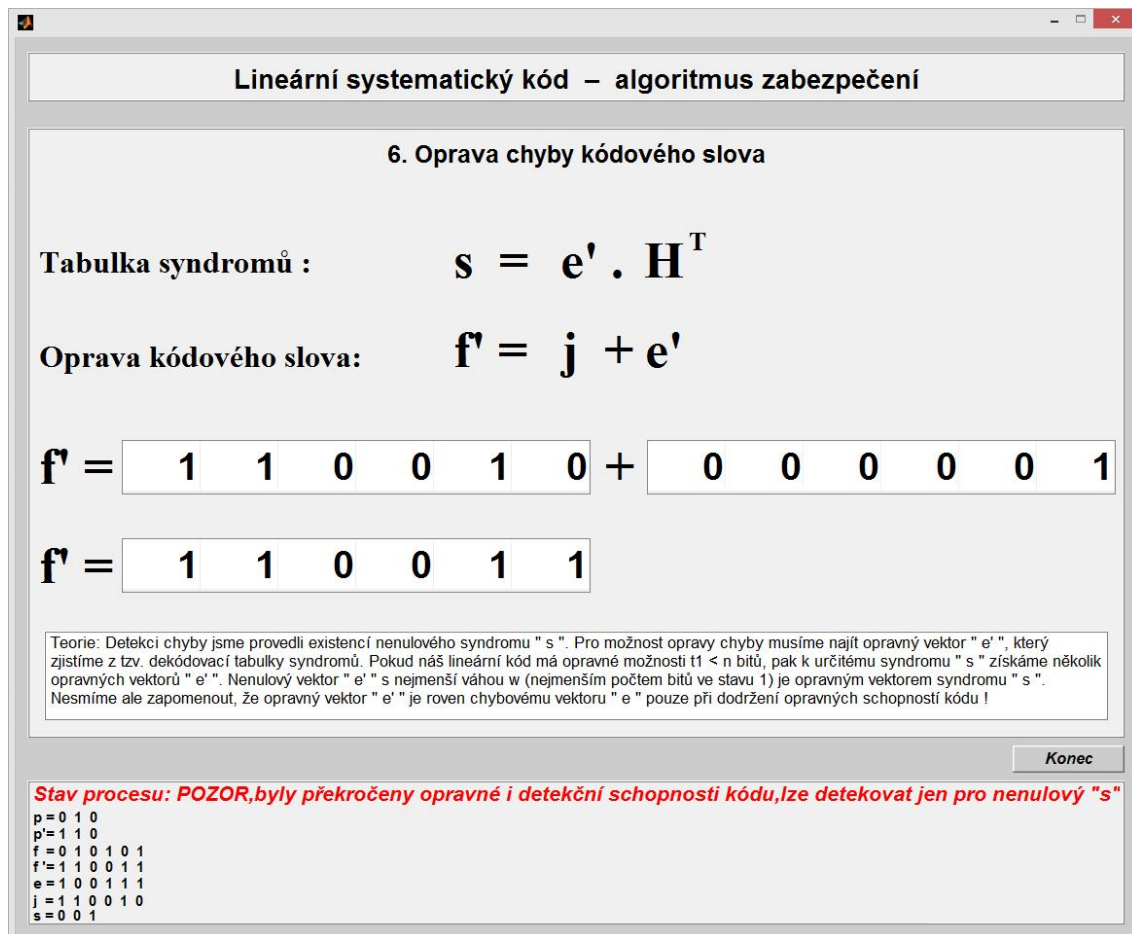 Lineární systematický kód – algoritmus zabezpečení
6. Oprava chyby kódového slova
Tabulka syndromů : s = e' . H^T
Oprava kódového slova: f' = j + e'
f' = 1 1 0 0 1 0 + 0 0 0 0 0 1
f' = 1 1 0 0 1 1
Teorie: Detekci chyby jsme provedli existencí nenulového syndromu " s ". Pro možnost opravy chyby musíme najít opravný vektor " e' ", který
zjistíme z tzv. dekódovací tabulky syndromů. Pokud náš lineární kód má opravné možnosti t1 < n bitů, pak k určitému syndromu " s " získáme několik
opravných vektorů " e' ". Nenulový vektor " e' " s nejmenší váhou w (nejmenším počtem bitů ve stavu 1) je opravným vektorem syndromu " s ".
Nesmíme ale zapomenout, že opravný vektor " e' " je roven chybovému vektoru " e " pouze při dodržení opravných schopností kódu !
Konec
Stav procesu: POZOR,byly překročeny opravné i detekční schopnosti kódu,lze detekovat jen pro nenulový "s"
p = 0 1 0
p'= 1 1 0
f = 0 1 0 1 0 1
f '= 1 1 0 0 1 1
e = 1 0 0 1 1 1
j = 1 1 0 0 1 0
s = 0 0 1